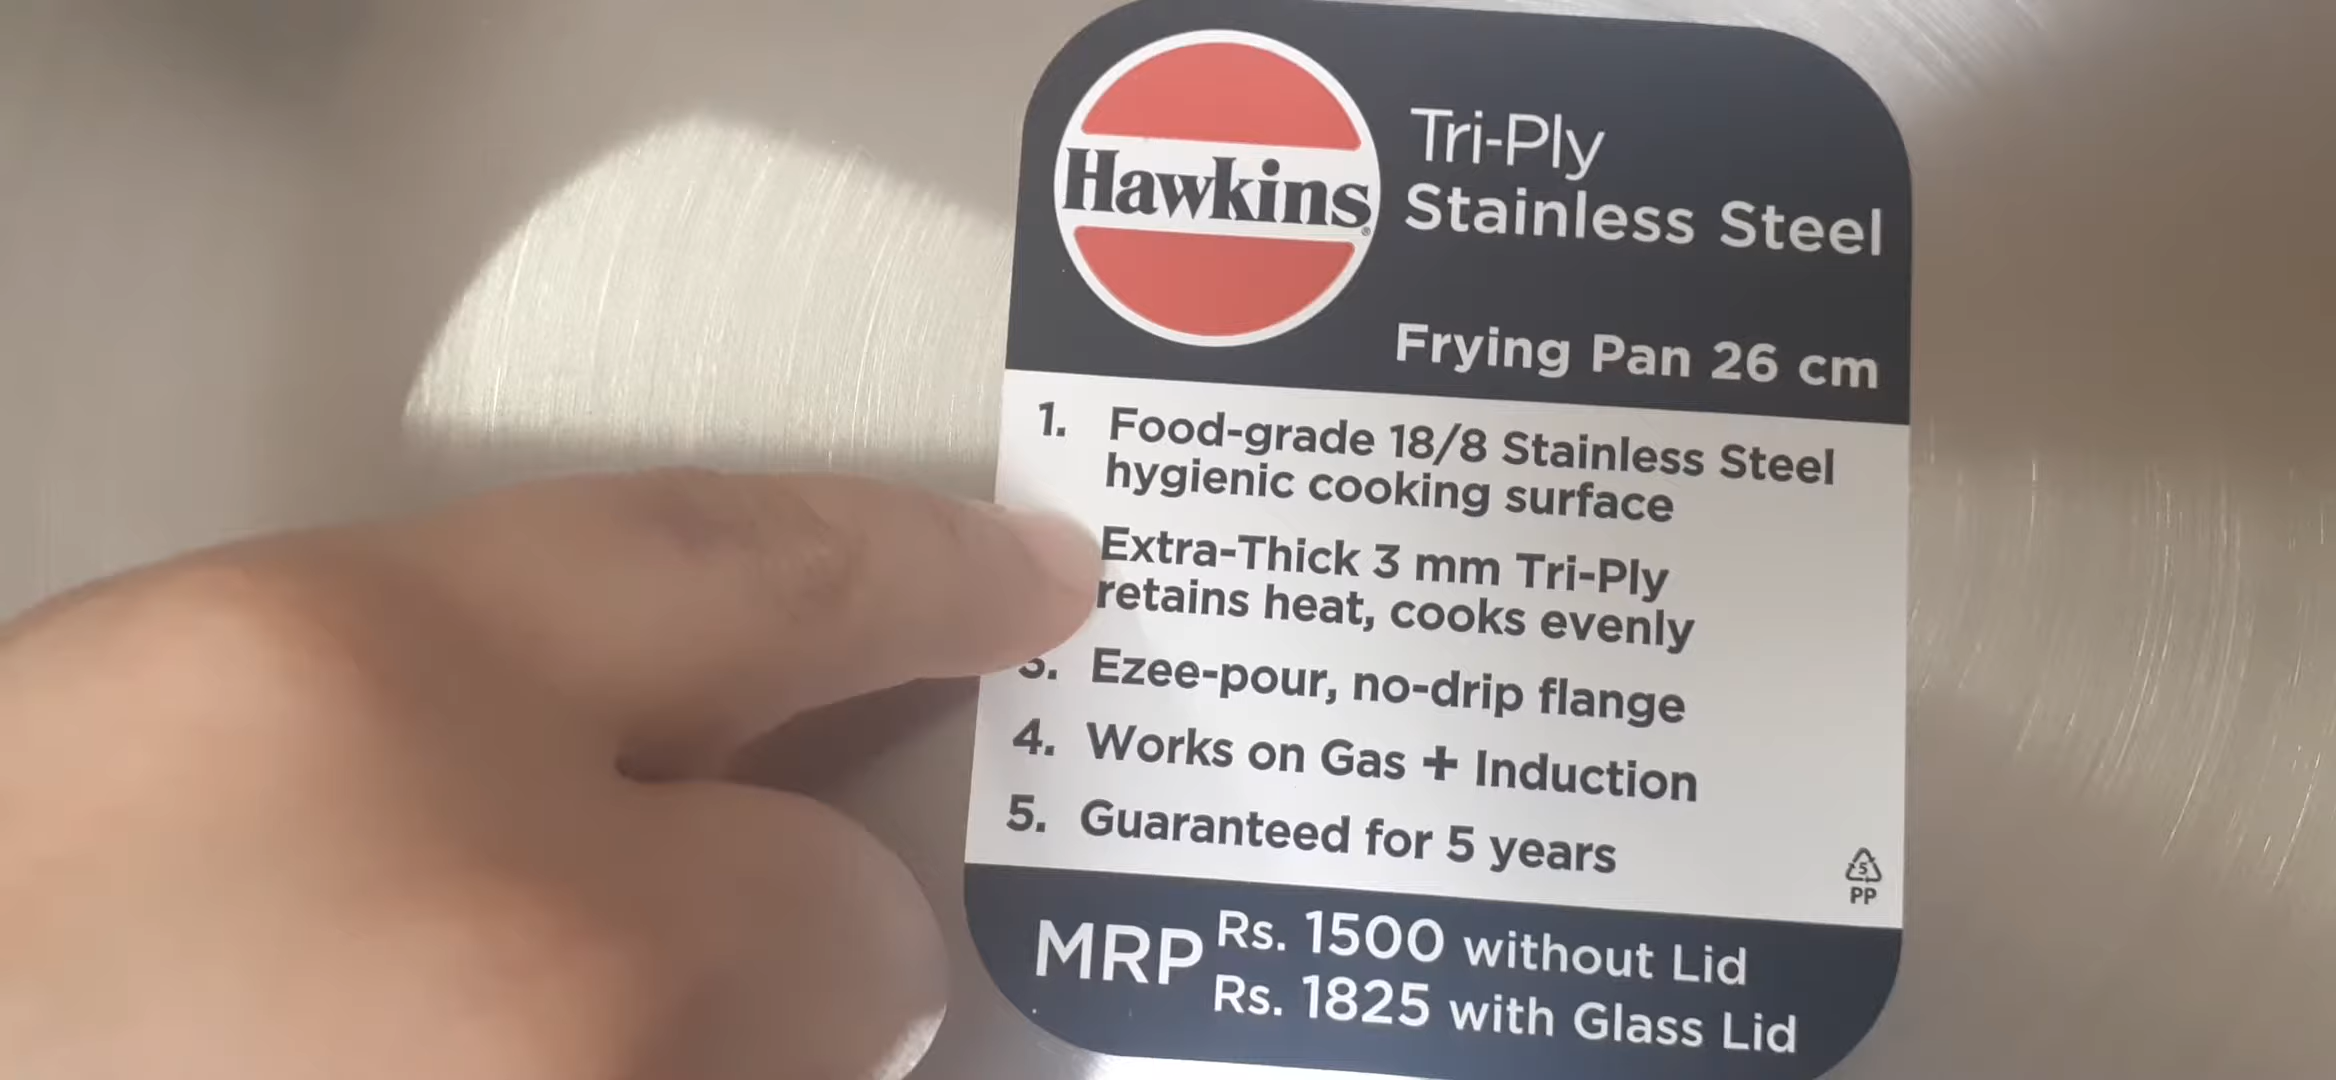 Hawkins®
Tri-Ply
Stainless Steel
Frying Pan 26 cm
1. Food-grade 18/8 Stainless Steel
hygienic cooking surface
Extra-Thick 3 mm Tri-Ply
retains heat, cooks evenly
3. Ezee-pour, no-drip flange
4. Works on Gas + Induction
5. Guaranteed for 5 years
5
PP
MRP Rs. 1500 without Lid
Rs. 1825 with Glass Lid